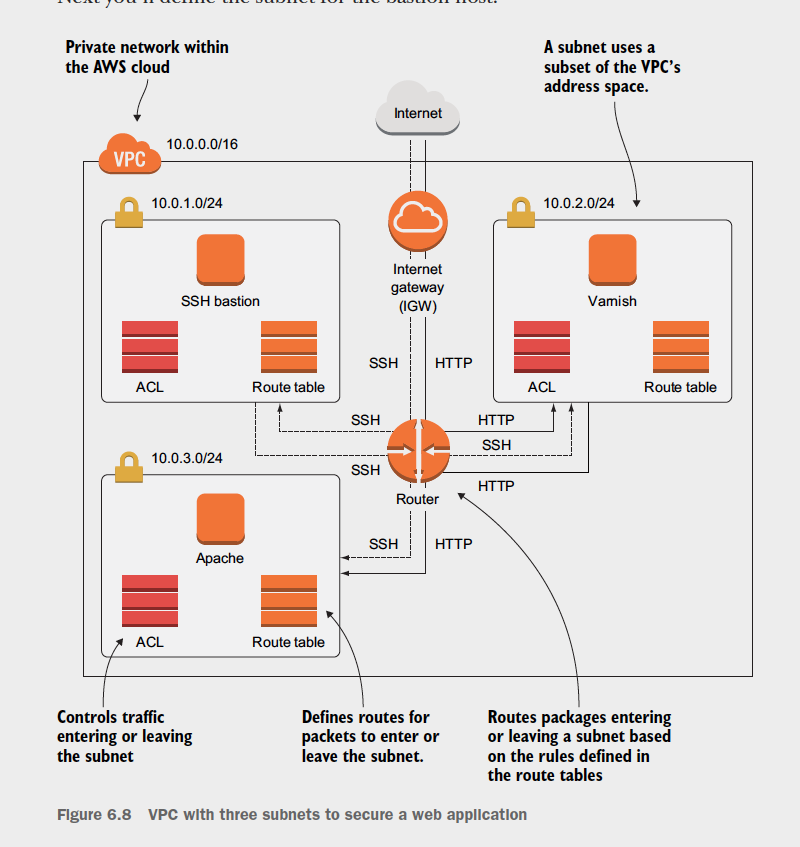 Next you'll define the subnet for the bastion host.
Private network within
the AWS cloud
A subnet uses a
subset of the VPC's
address space.
Internet
VPC
10.0.0.0/16
10.0.1.0/24
10.0.2.0/24
SSH bastion
ACL
Route table
Internet
gateway
(IGW)
Varnish
ACL
Route table
SSH
HTTP
SSH
HTTP
SSH
SSH
HTTP
Router
10.0.3.0/24
Apache
SSH
HTTP
ACL
Route table
Controls traffic
entering or leaving
the subnet
Defines routes for
packets to enter or
leave the subnet.
Routes packages entering
or leaving a subnet based
on the rules defined in
the route tables
Figure 6.8 VPC with three subnets to secure a web application